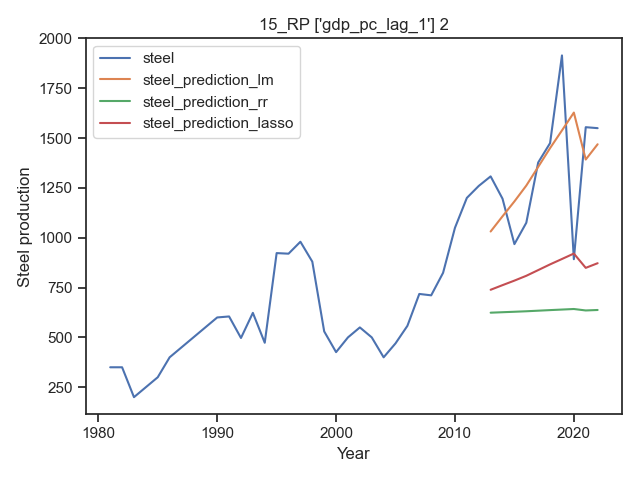 15_RP ['gdp_pc_lag_1'] 2
2000
1750
1500
1250
1000
750
500
250
Steel production
steel
steel_prediction_lm
steel_prediction_rr
steel_prediction_lasso
1980
1990
2000
2010
2020
Year